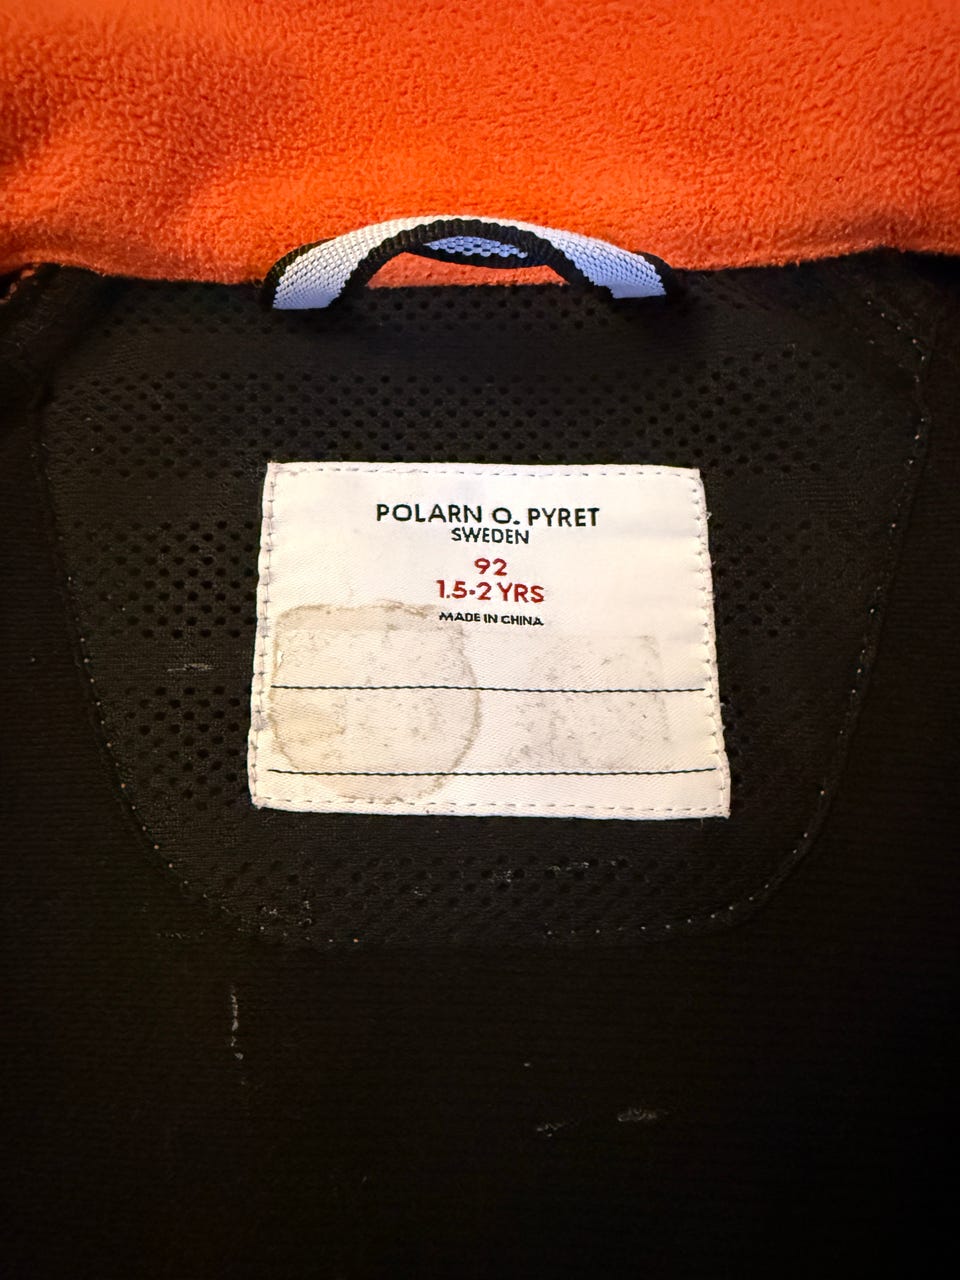 POLARN O. PYRET
SWEDEN
92
1.5-2 YRS
MADE IN CHINA